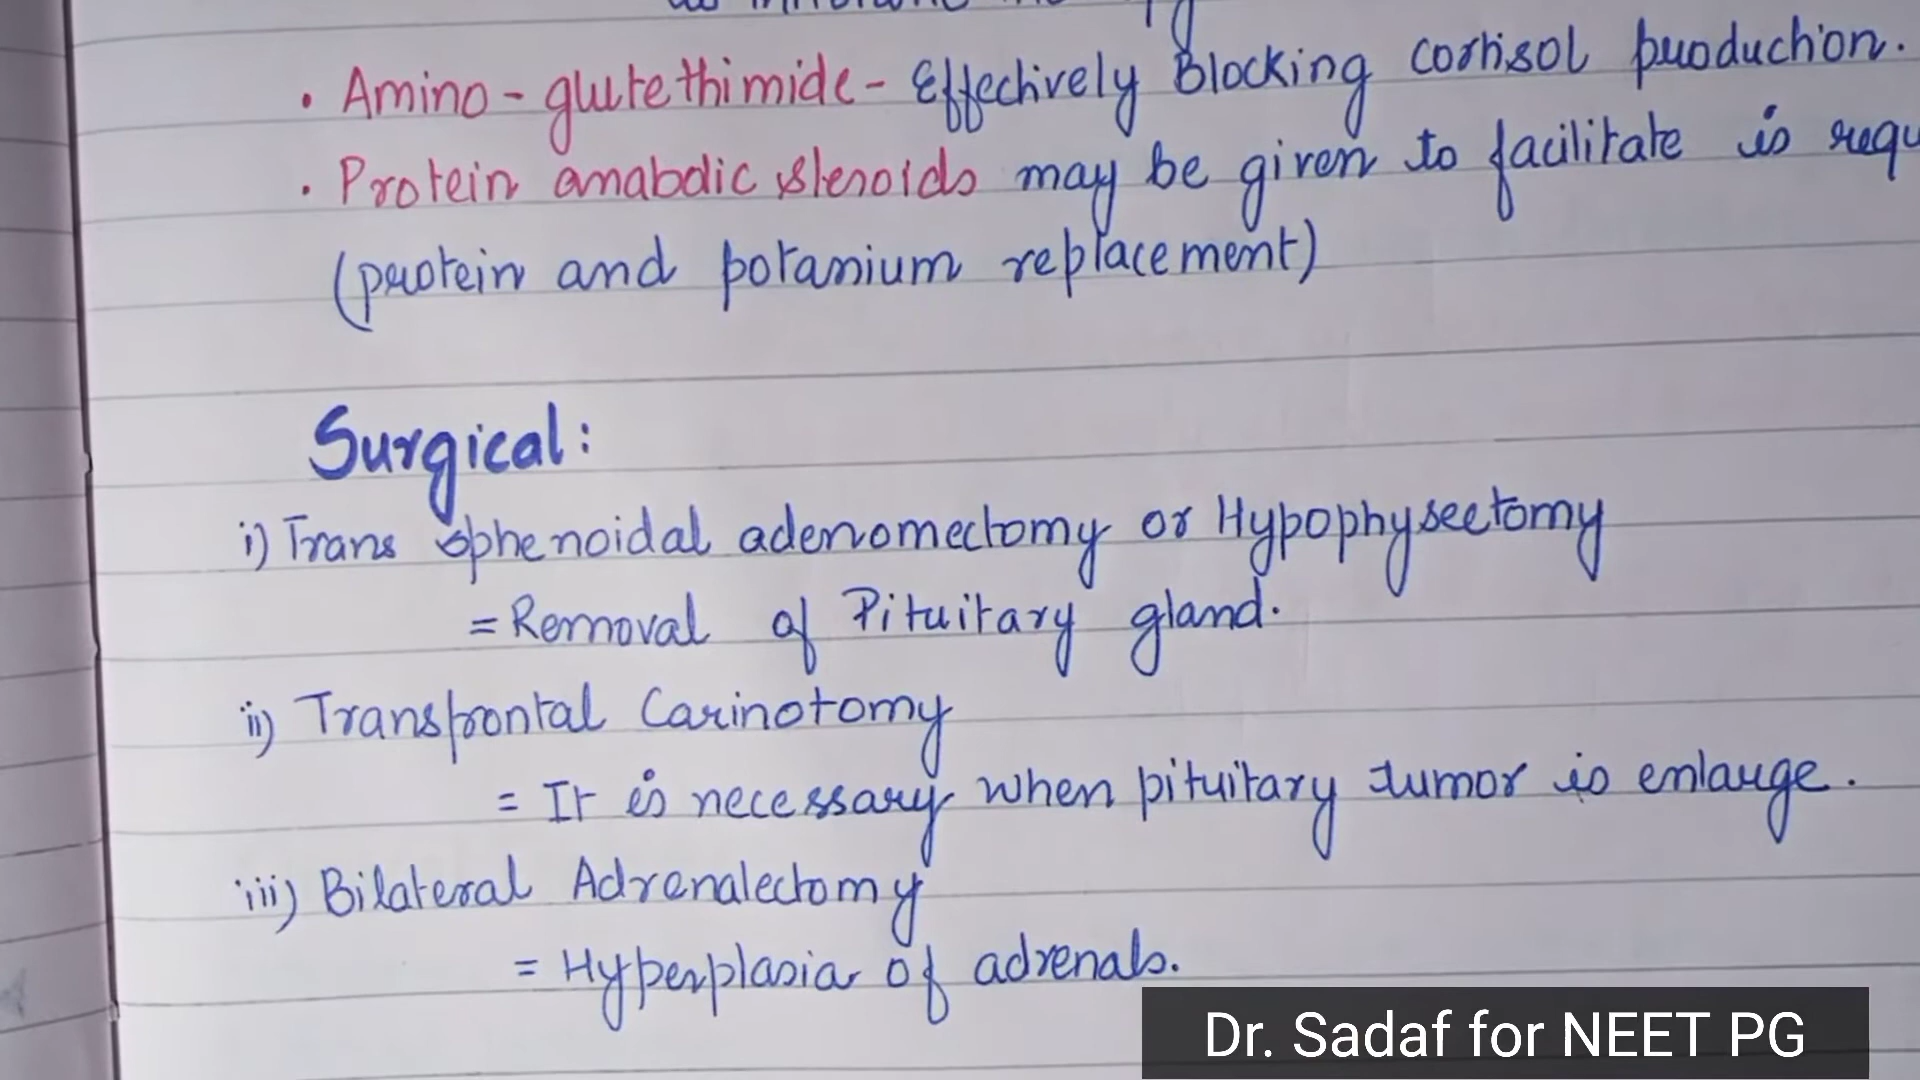 • Amino-glutethimide - Effectively Blocking cortisol production.
• Protein anabolic steroids may be given to facilitate is requ
(protein and potassium replacement)
Surgical:
i) Trans sphenoidal adenomectomy or Hypophysectomy
= Removal of Pituitary gland.
ii) Transfrontal Carinotomy
= It is necessary when pituitary tumor is enlarge.
iii) Bilateral Adrenalectomy
= Hyperplasia of adrenals.
Dr. Sadaf for NEET PG